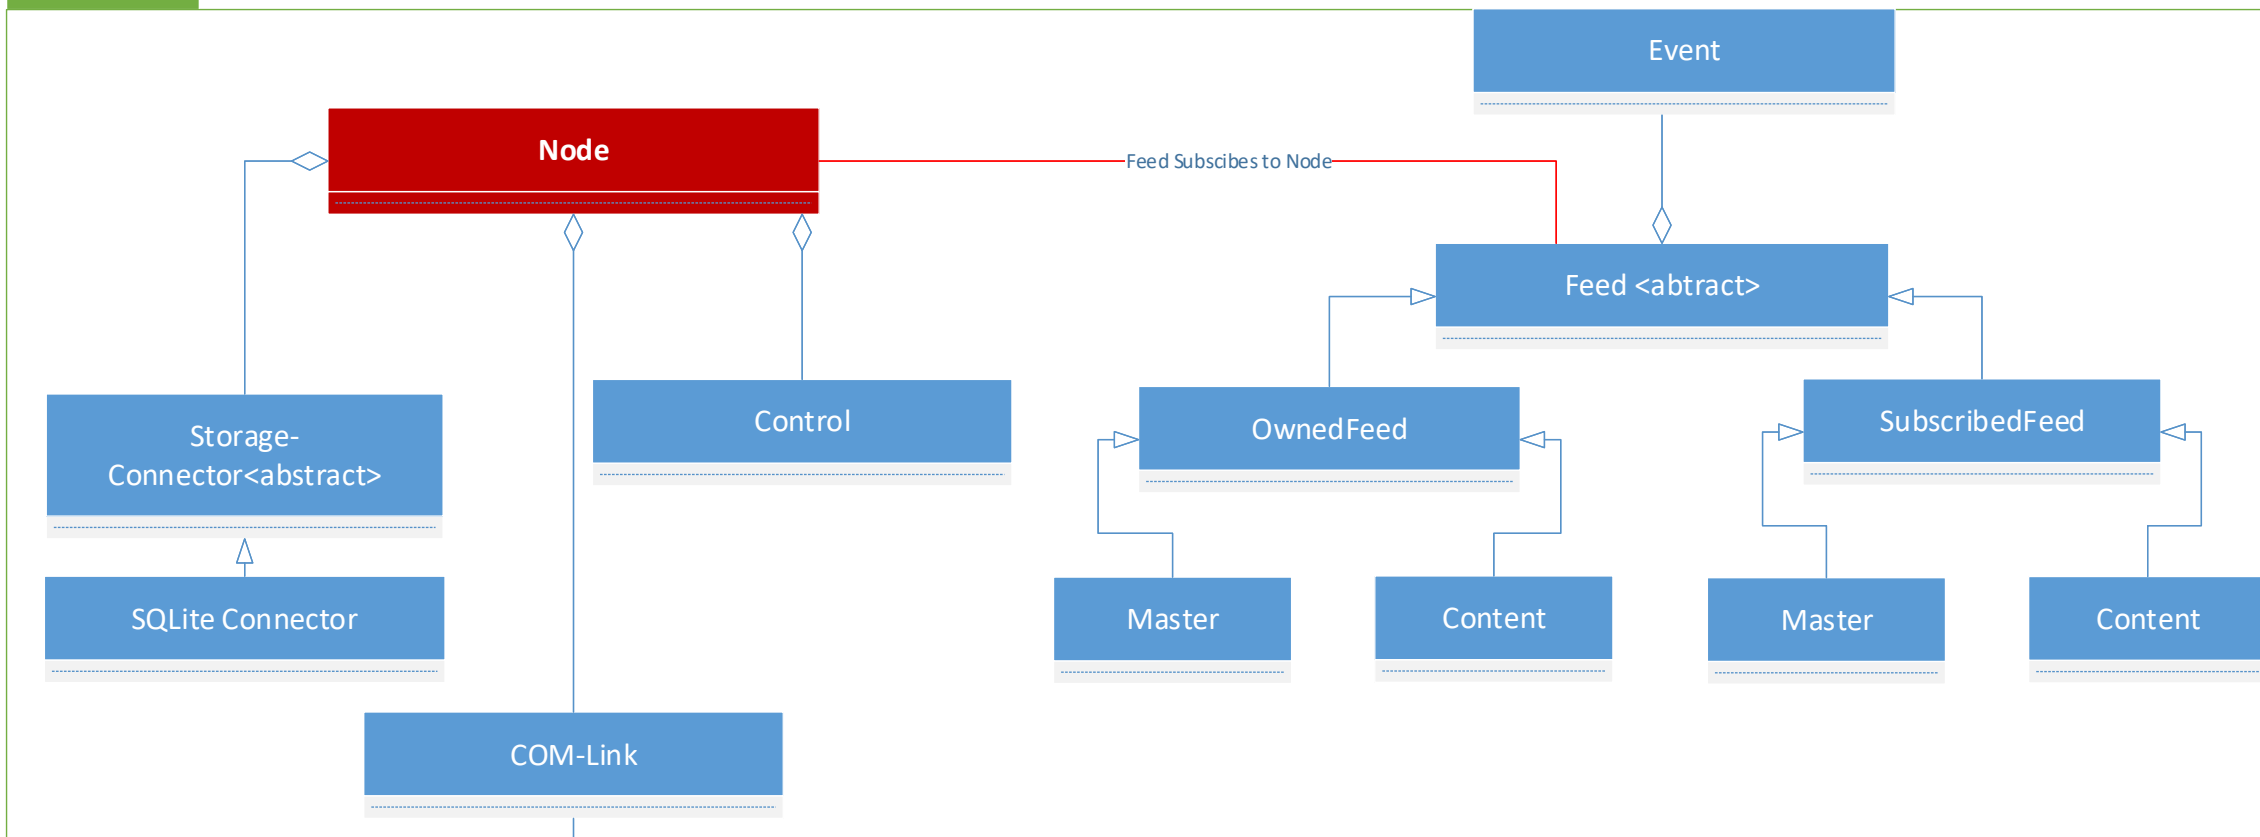 Event
Node
Feed Subscibes to Node
Feed <abtract>
Storage-
Connector<abstract>
Control
OwnedFeed
SubscribedFeed
SQLite Connector
Master
Content
Master
Content
COM-Link